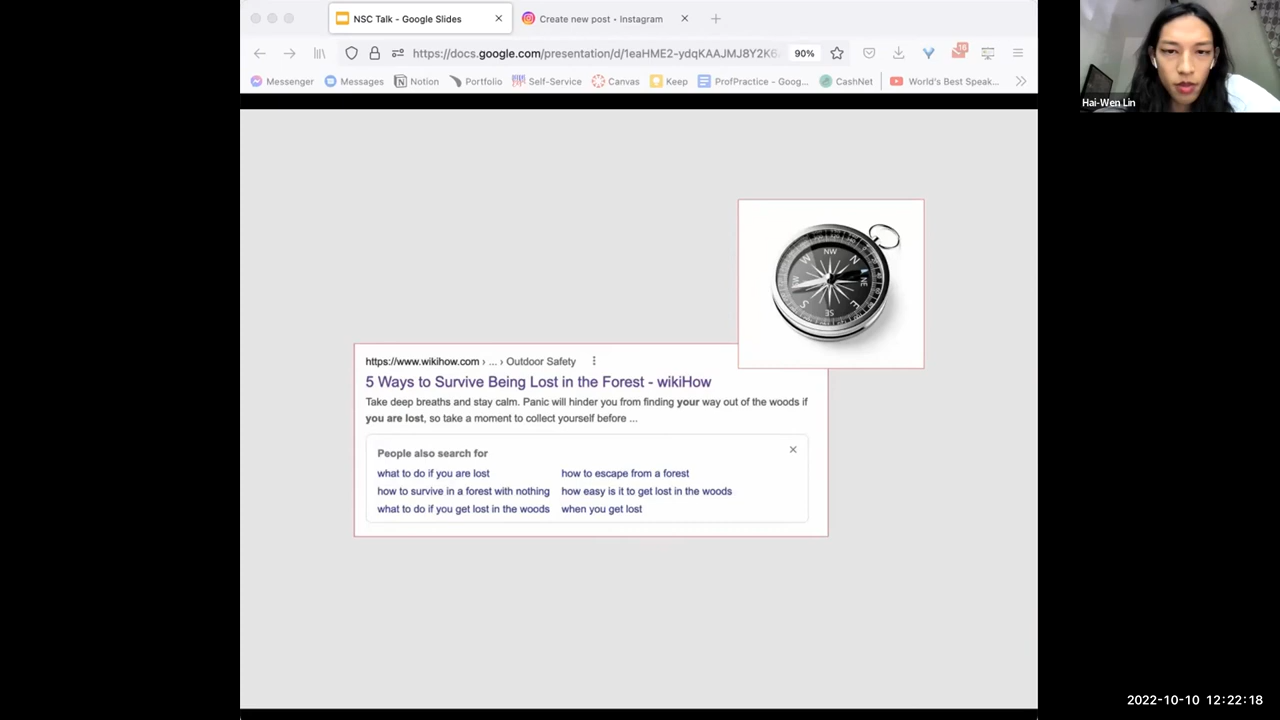 NSC Talk - Google Slides
Create new post • Instagram
https://docs.google.com/presentation/d/1eaHME2-ydqKAAJMJ8Y2K6
90%
18
Messenger
Messages
Notion
Portfolio
Self-Service
Canvas
Keep
ProfPractice - Goog...
CashNet
World's Best Speak...
Hai-Wen Lin
NW
N
NE
E
SE
S
W
https://www.wikihow.com › ... › Outdoor Safety
5 Ways to Survive Being Lost in the Forest - wikiHow
Take deep breaths and stay calm. Panic will hinder you from finding your way out of the woods if
you are lost, so take a moment to collect yourself before ...
People also search for
what to do if you are lost
how to escape from a forest
how to survive in a forest with nothing
how easy is it to get lost in the woods
what to do if you get lost in the woods
when you get lost
2022-10-10 12:22:18